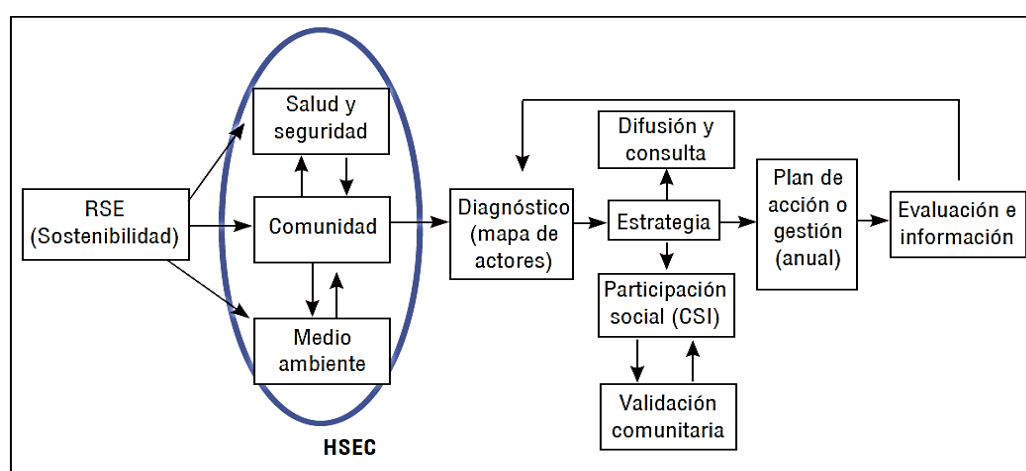 RSE
(Sostenibilidad)
Salud y
seguridad
Comunidad
Medio
ambiente
HSEC
Diagnóstico
(mapa de
actores)
Difusión y
consulta
Estrategia
Participación
social (CSI)
Validación
comunitaria
Plan de
acción o
gestión
(anual)
Evaluación e
información